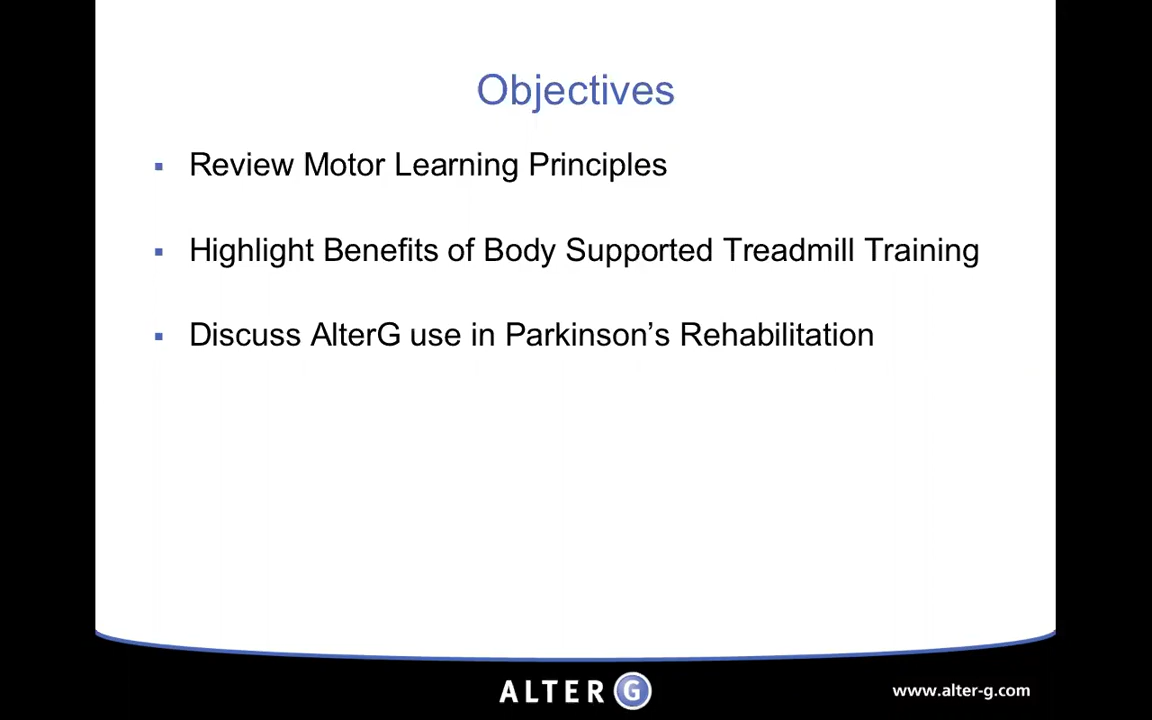 Objectives
▪ Review Motor Learning Principles
▪ Highlight Benefits of Body Supported Treadmill Training
▪ Discuss AlterG use in Parkinson’s Rehabilitation
ALTER G
www.alter-g.com